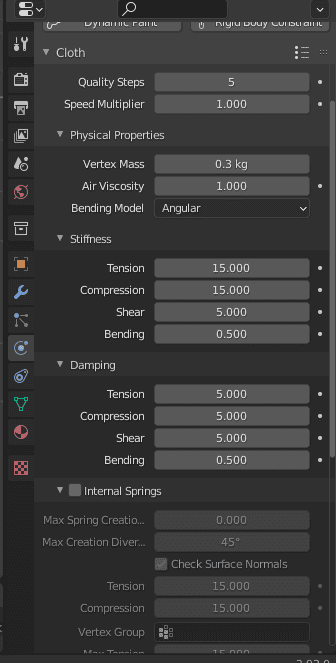 Dynamic Paint
Rigid Body Constraint
Cloth
Quality Steps 5
Speed Multiplier 1.000
Physical Properties
Vertex Mass 0.3 kg
Air Viscosity 1.000
Bending Model Angular
Stiffness
Tension 15.000
Compression 15.000
Shear 5.000
Bending 0.500
Damping
Tension 5.000
Compression 5.000
Shear 5.000
Bending 0.500
Internal Springs
Max Spring Creatio... 0.000
Max Creation Diver... 45°
Check Surface Normals
Tension 15.000
Compression 15.000
Vertex Group
Max Tension 15.000